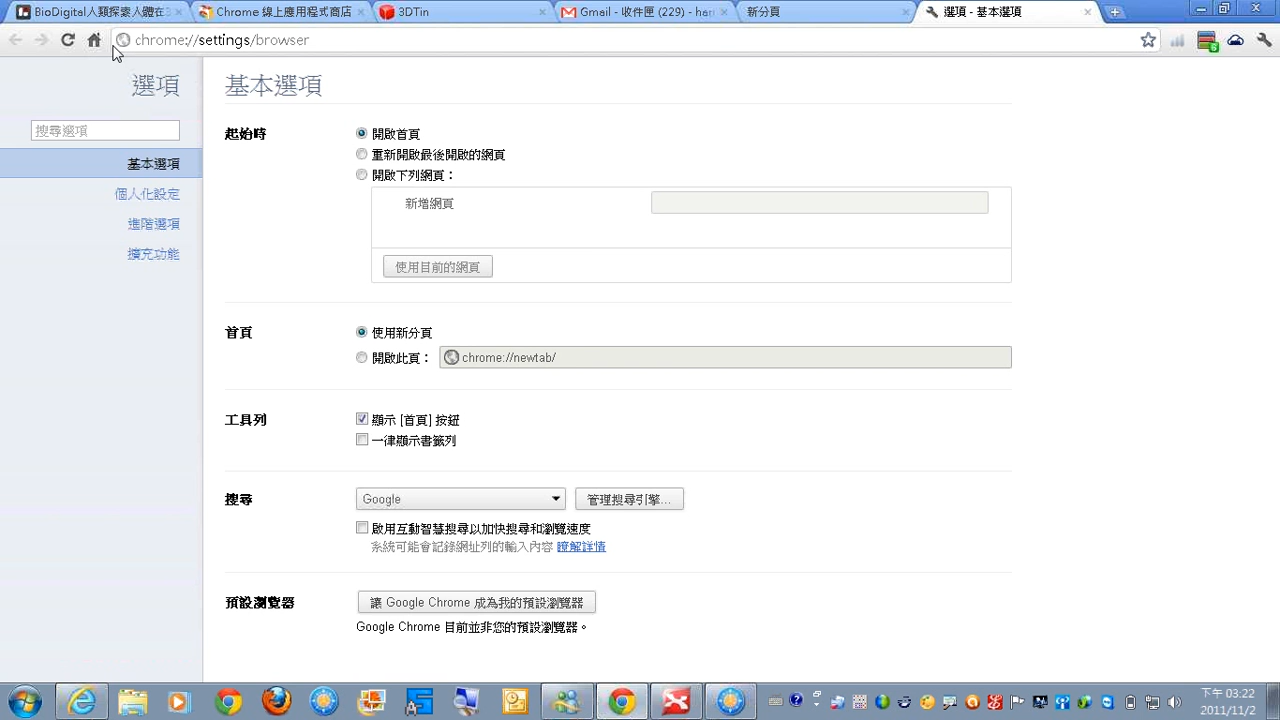 BioDigital人類探索人體在3
Chrome 線上應用程式商店
3DTin
Gmail - 收件匣 (229) - har
新分頁
選項 - 基本選項
chrome://settings/browser
6
選項
基本選項
搜尋選項
基本選項
個人化設定
進階選項
擴充功能
起始時
開啟首頁
重新開啟最後開啟的網頁
開啟下列網頁：
新增網頁
使用目前的網頁
首頁
使用新分頁
開啟此頁：
chrome://newtab/
工具列
顯示 [首頁] 按鈕
一律顯示書籤列
搜尋
Google
管理搜尋引擎...
啟用互動智慧搜尋以加快搜尋和瀏覽速度
系統可能會記錄網址列的輸入內容 瞭解詳情
預設瀏覽器
讓 Google Chrome 成為我的預設瀏覽器
Google Chrome 目前並非您的預設瀏覽器。
下午 03:22
2011/11/2